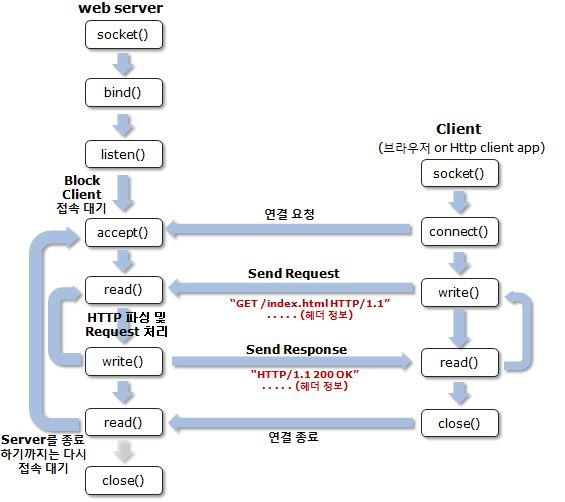 web server
socket()
bind()
listen()
Block
Client
접속 대기
accept()
read()
HTTP 파싱 및
Request 처리
write()
read()
Server를 종료
하기까지는 다시
접속 대기
close()
연결 요청
Send Request
“GET /index.html HTTP/1.1”
. . . . . (헤더 정보)
Send Response
“HTTP/1.1 200 OK”
. . . . . (헤더 정보)
연결 종료
Client
(브라우저 or Http client app)
socket()
connect()
write()
read()
close()